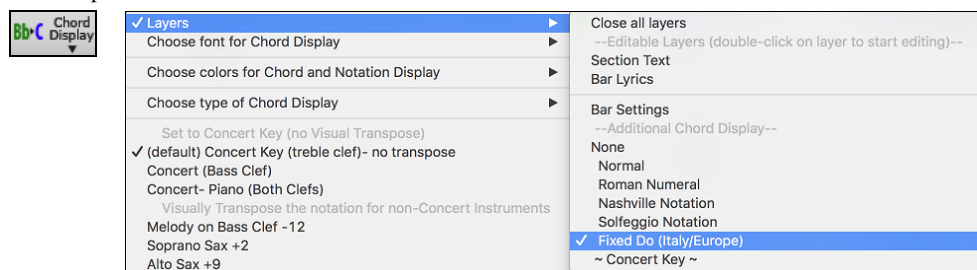 Bb▸C Chord Display
✓ Layers
Choose font for Chord Display
Choose colors for Chord and Notation Display
Choose type of Chord Display
Set to Concert Key (no Visual Transpose)
✓ (default) Concert Key (treble clef)- no transpose
Concert (Bass Clef)
Concert- Piano (Both Clefs)
Visually Transpose the notation for non-Concert Instruments
Melody on Bass Clef -12
Soprano Sax +2
Alto Sax +9
Close all layers
--Editable Layers (double-click on layer to start editing)--
Section Text
Bar Lyrics
Bar Settings
--Additional Chord Display--
None
Normal
Roman Numeral
Nashville Notation
Solfeggio Notation
✓ Fixed Do (Italy/Europe)
~ Concert Key ~